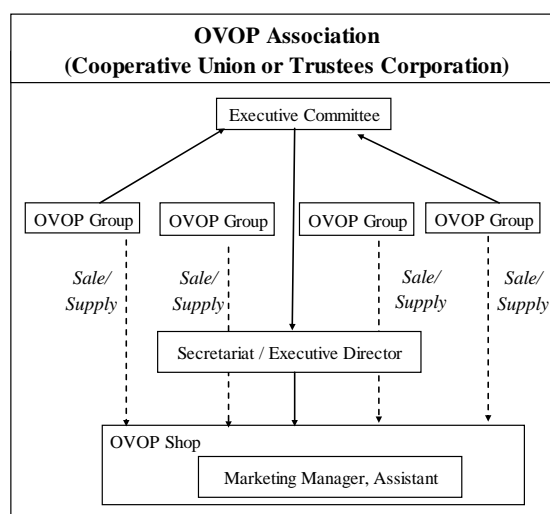 OVOP Association
(Cooperative Union or Trustees Corporation)
Executive Committee
OVOP Group
OVOP Group
OVOP Group
OVOP Group
Sale/
Supply
Sale/
Supply
Sale/
Supply
Sale/
Supply
Secretariat / Executive Director
OVOP Shop
Marketing Manager, Assistant